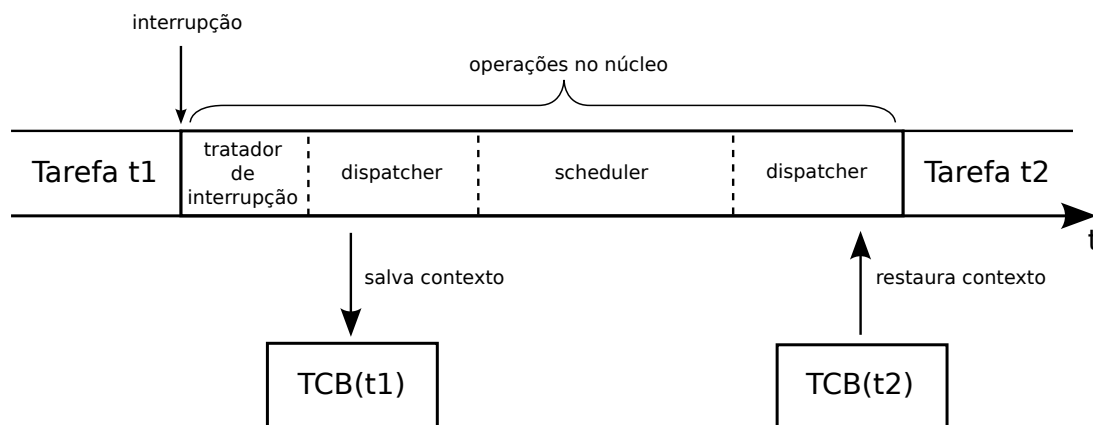 interrupção
operações no núcleo
Tarefa t1
tratador
de
interrupção
dispatcher
scheduler
dispatcher
Tarefa t2
t
salva contexto
restaura contexto
TCB(t1)
TCB(t2)